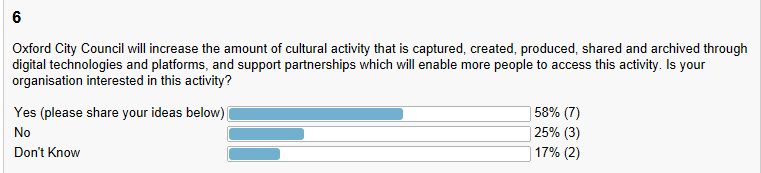 6
Oxford City Council will increase the amount of cultural activity that is captured, created, produced, shared and archived through
digital technologies and platforms, and support partnerships which will enable more people to access this activity. Is your
organisation interested in this activity?
Yes (please share your ideas below) 58% (7)
No 25% (3)
Don't Know 17% (2)